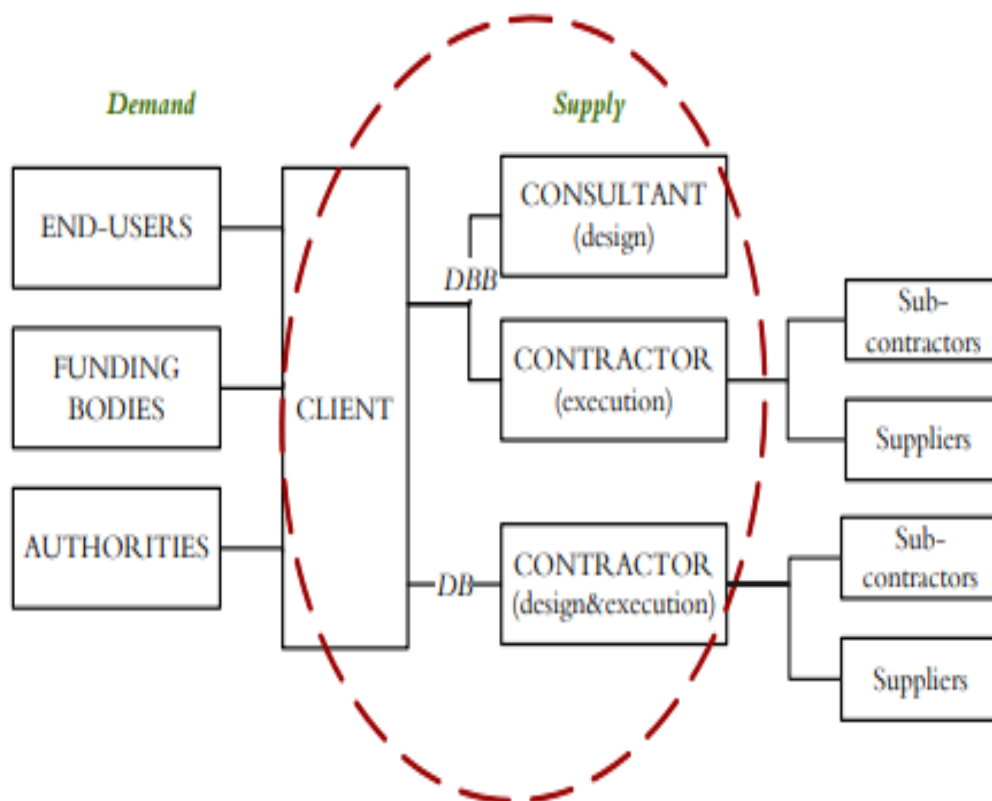 Demand
Supply
END-USERS
FUNDING
BODIES
AUTHORITIES
CLIENT
DBB
DB
CONSULTANT
(design)
CONTRACTOR
(execution)
CONTRACTOR
(design&execution)
Sub-
contractors
Suppliers
Sub-
contractors
Suppliers